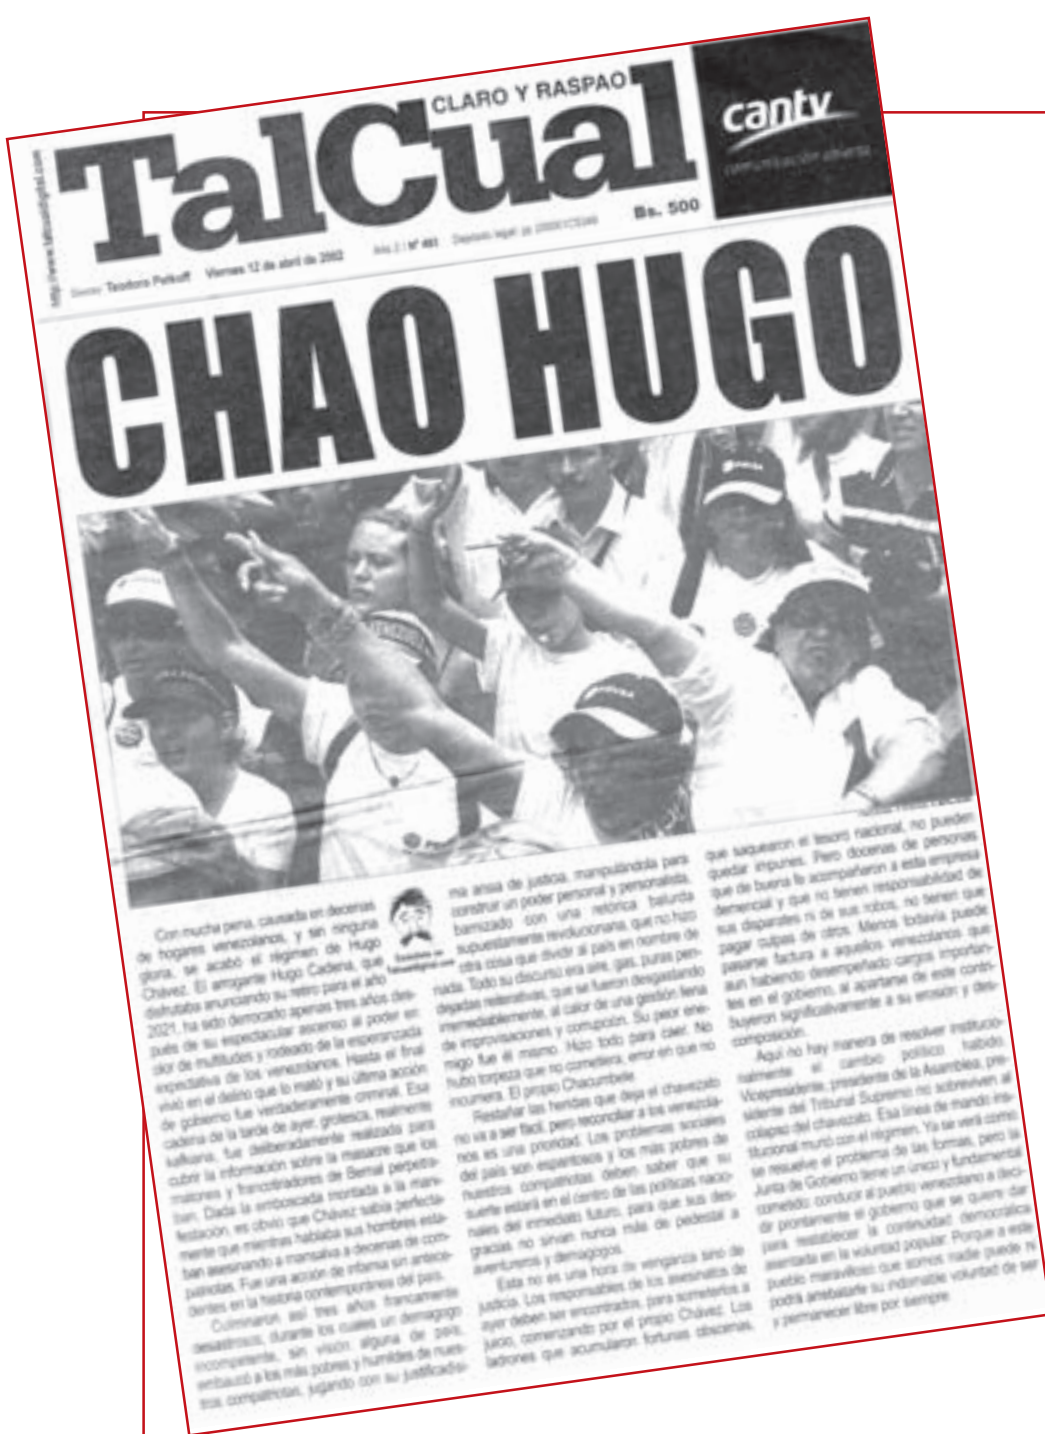 CLARO Y RASPAO
TalCual
cantv
http://www.talcualdigital.com
Bs. 500
Director Teodoro Petkoff Viernes 12 de abril de 2002 Año 3 / Nº
CHAO HUGO
VENEZUELA
Con mucha pena, causada en decenas
de hogares venezolanos, y sin ninguna
gloria, se acabó el régimen de Hugo
Chávez. El arrogante Hugo Cadena, que
disfrutaba anunciando su retiro para el año
2021, ha sido derrocado apenas tres años des-
pués de su espectacular ascenso al poder en
olor de multitudes y rodeado de la esperanzada
expectativa de los venezolanos. Hasta el final
vivió en el delirio que lo mató y su última acción
de gobierno fue verdaderamente criminal. Esa
cadena de la tarde de ayer, grotesca, realmente
kafkiana, fue deliberadamente realizada para
cubrir la información sobre la masacre que los
matones y francotiradores de Bernal perpetra-
ban. Dada la emboscada montada a la mani-
festación, es obvio que Chávez sabía perfecta-
mente que mientras hablaba sus hombres esta-
ban asesinando a mansalva a decenas de com-
patriotas. Fue una acción de infamia sin antece-
dentes en la historia contemporánea del país.
Culminaron así tres años francamente
desastrosos, durante los cuales un demagogo
incompetente, sin visión alguna de país,
embaucó a los más pobres y humildes de nues-
tros compatriotas, jugando con su justificadísi-
ma ansia de justicia, manipulándola para
construir un poder personal y personalista,
barnizado con una retórica balurda
supuestamente revolucionaria, que no hizo
otra cosa que dividir al país en nombre de
nada. Todo su discurso era aire, gas, puras pen-
dejadas reiterativas, que se fueron desgastando
irremediablemente, al calor de una gestión llena
de improvisaciones y corrupción. Su peor ene-
migo fue él mismo. Hizo todo para caer. No
hubo torpeza que no cometiera, error en que no
incurriera. El propio Chacumbele.
Restañar las heridas que deja el chavezato
no va a ser fácil, pero reconciliar a los venezola-
nos es una prioridad. Los problemas sociales
del país son espantosos y los más pobres de
nuestros compatriotas deben saber que su
suerte estará en el centro de las políticas nacio-
nales del inmediato futuro, para que sus des-
gracias no sirvan nunca más de pedestal a
aventureros y demagogos.
Esta no es una hora de venganza sino de
justicia. Los responsables de los asesinatos de
ayer deben ser encontrados, para someterlos a
juicio, comenzando por el propio Chávez. Los
ladrones que acumularon fortunas obscenas,
que saquearon el tesoro nacional, no pueden
quedar impunes. Pero docenas de personas
que de buena fe acompañaron a esta empresa
demencial y que no tienen responsabilidad de
sus disparates ni de sus robos, no tienen que
pagar culpas de otros. Menos todavía puede
pasarse factura a aquellos venezolanos que
aun habiendo desempeñado cargos importan-
tes en el gobierno, al apartarse de este contri-
buyeron significativamente a su erosión y des-
composición.
Aquí no hay manera de resolver institucio-
nalmente el cambio político habido.
Vicepresidente, presidente de la Asamblea, pre-
sidente del Tribunal Supremo no sobreviven al
colapso del chavezato. Esa línea de mando ins-
titucional murió con el régimen. Ya se verá cómo
se resuelve el problema de las formas, pero la
Junta de Gobierno tiene un único y fundamental
cometido: conducir al pueblo venezolano a deci-
dir prontamente el gobierno que se quiere dar
para restablecer la continuidad democrática
asentada en la voluntad popular. Porque a este
pueblo maravilloso que somos nadie puede ni
podrá arrebatarle su indomable voluntad de ser
y permanecer libre por siempre.